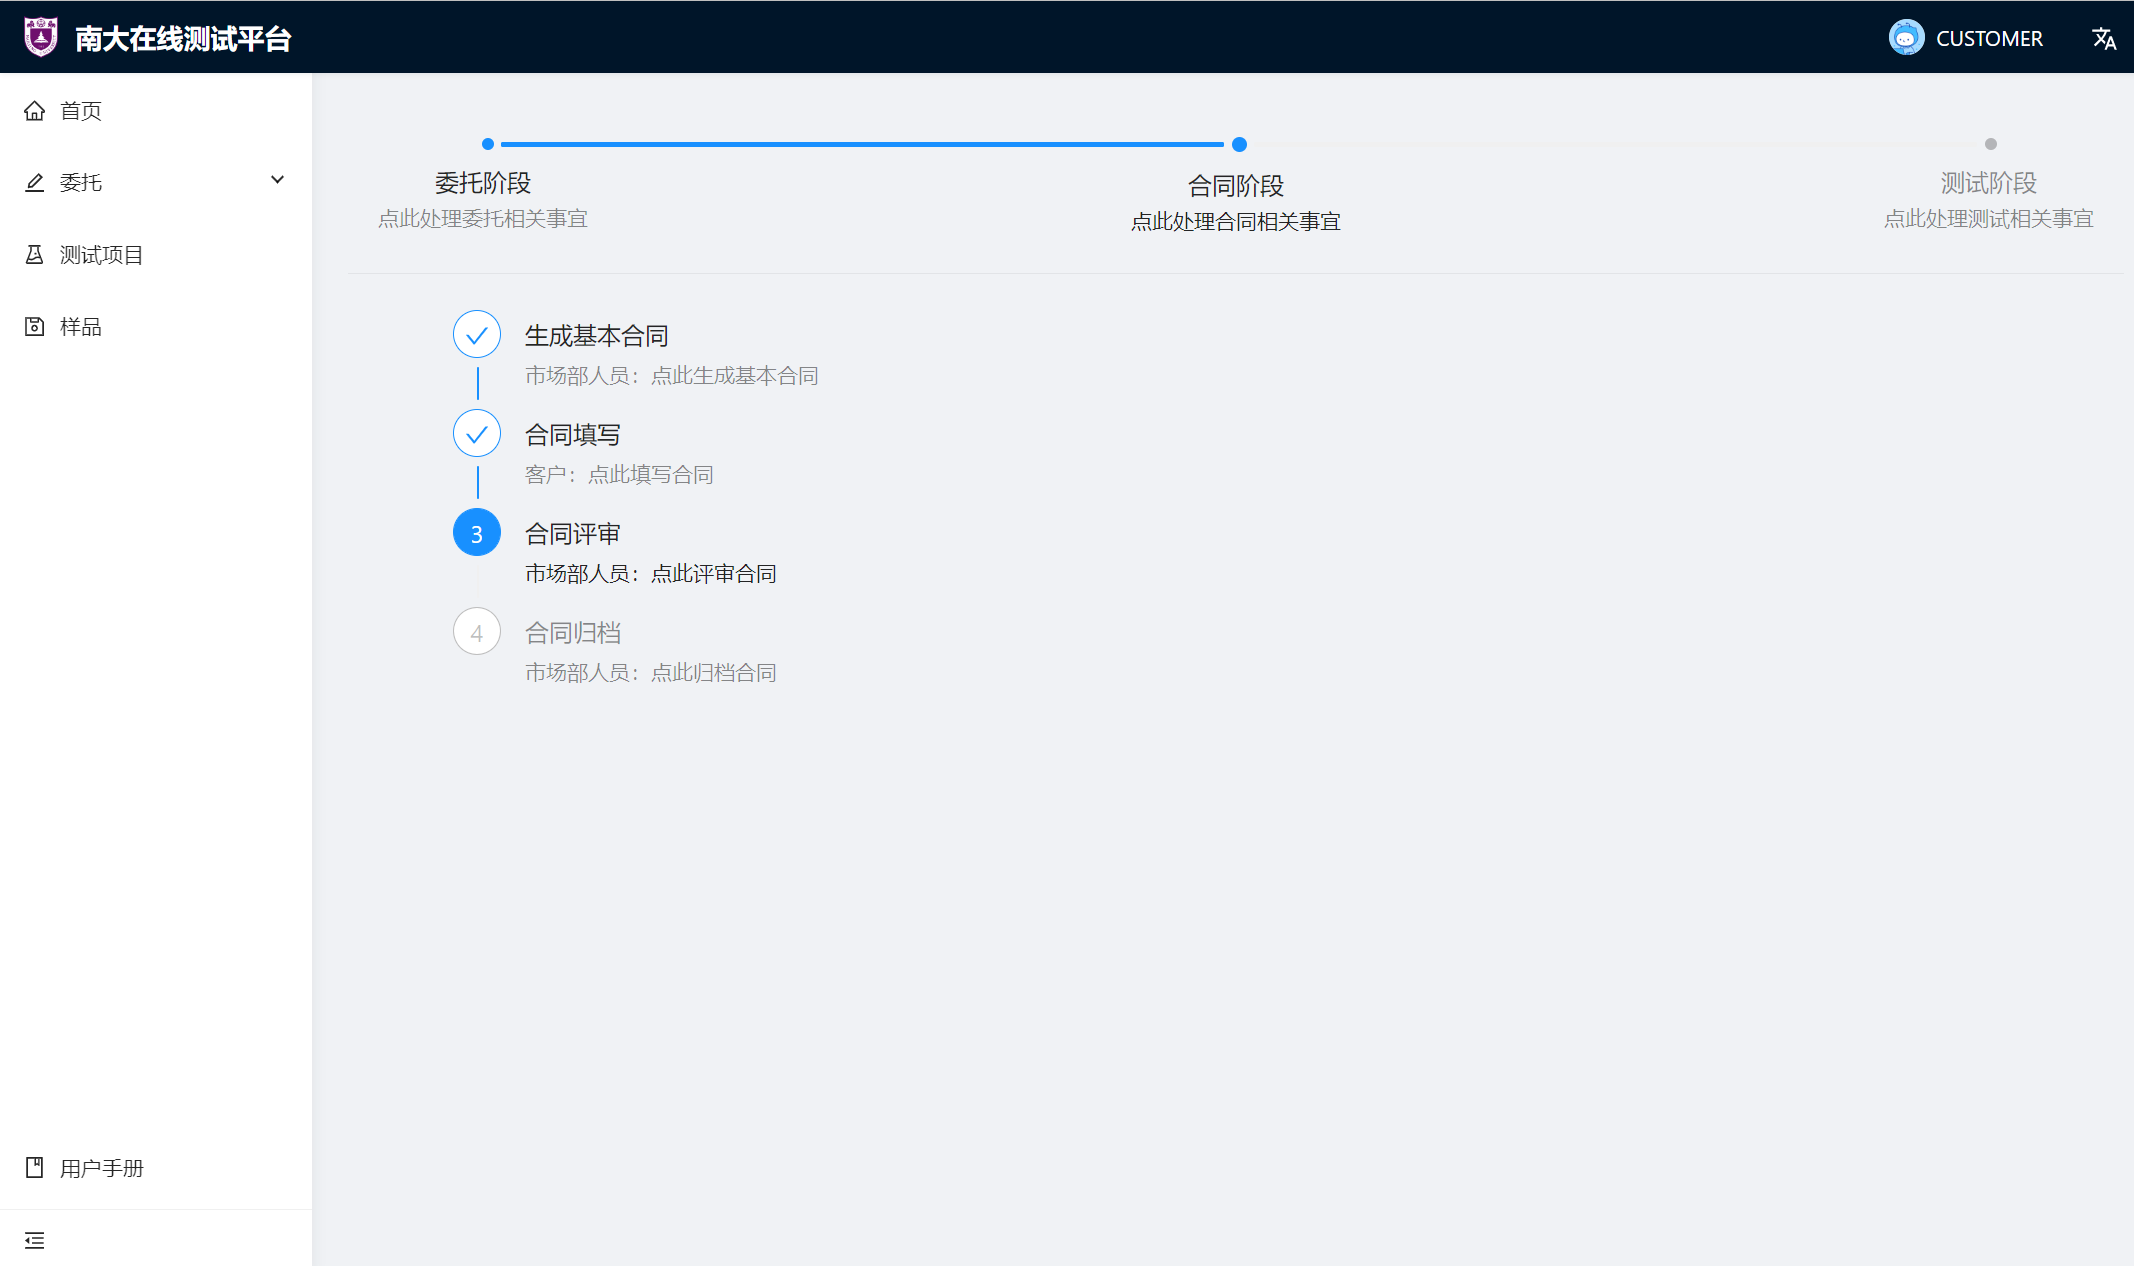 南大在线测试平台
CUSTOMER
首页
委托
测试项目
样品
用户手册
委托阶段
点此处理委托相关事宜
合同阶段
点此处理合同相关事宜
测试阶段
点此处理测试相关事宜
生成基本合同
市场部人员：点此生成基本合同
合同填写
客户：点此填写合同
3
合同评审
市场部人员：点此评审合同
4
合同归档
市场部人员：点此归档合同